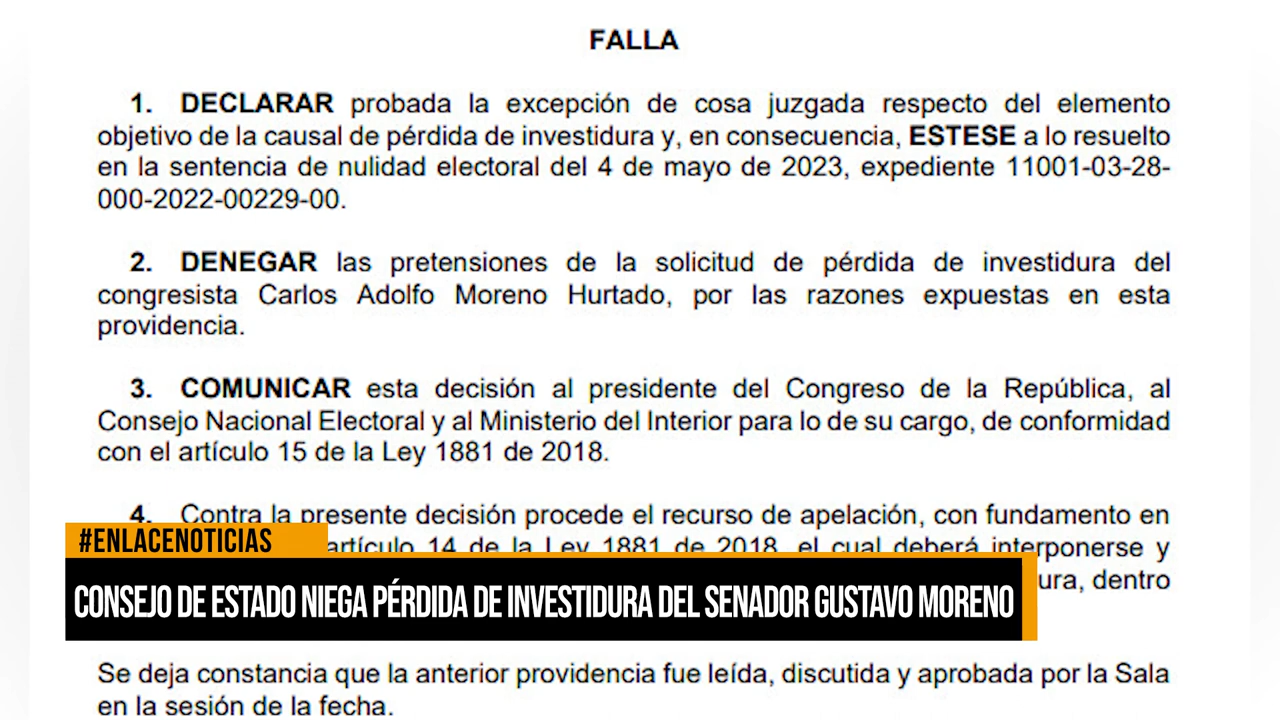 FALLA
1. DECLARAR probada la excepción de cosa juzgada respecto del elemento
objetivo de la causal de pérdida de investidura y, en consecuencia, ESTESE a lo resuelto
en la sentencia de nulidad electoral del 4 de mayo de 2023, expediente 11001-03-28-
000-2022-00229-00.
2. DENEGAR las pretensiones de la solicitud de pérdida de investidura del
congresista Carlos Adolfo Moreno Hurtado, por las razones expuestas en esta
providencia.
3. COMUNICAR esta decisión al presidente del Congreso de la República, al
Consejo Nacional Electoral y al Ministerio del Interior para lo de su cargo, de conformidad
con el artículo 15 de la Ley 1881 de 2018.
4. Contra la presente decisión procede el recurso de apelación, con fundamento en
#ENLACENOTICIAS
artículo 14 de la Ley 1881 de 2018, el cual deberá interponerse y
CONSEJO DE ESTADO NIEGA PÉRDIDA DE INVESTIDURA DEL SENADOR GUSTAVO MORENO
ura, dentro
Se deja constancia que la anterior providencia fue leída, discutida y aprobada por la Sala
en la sesión de la fecha.